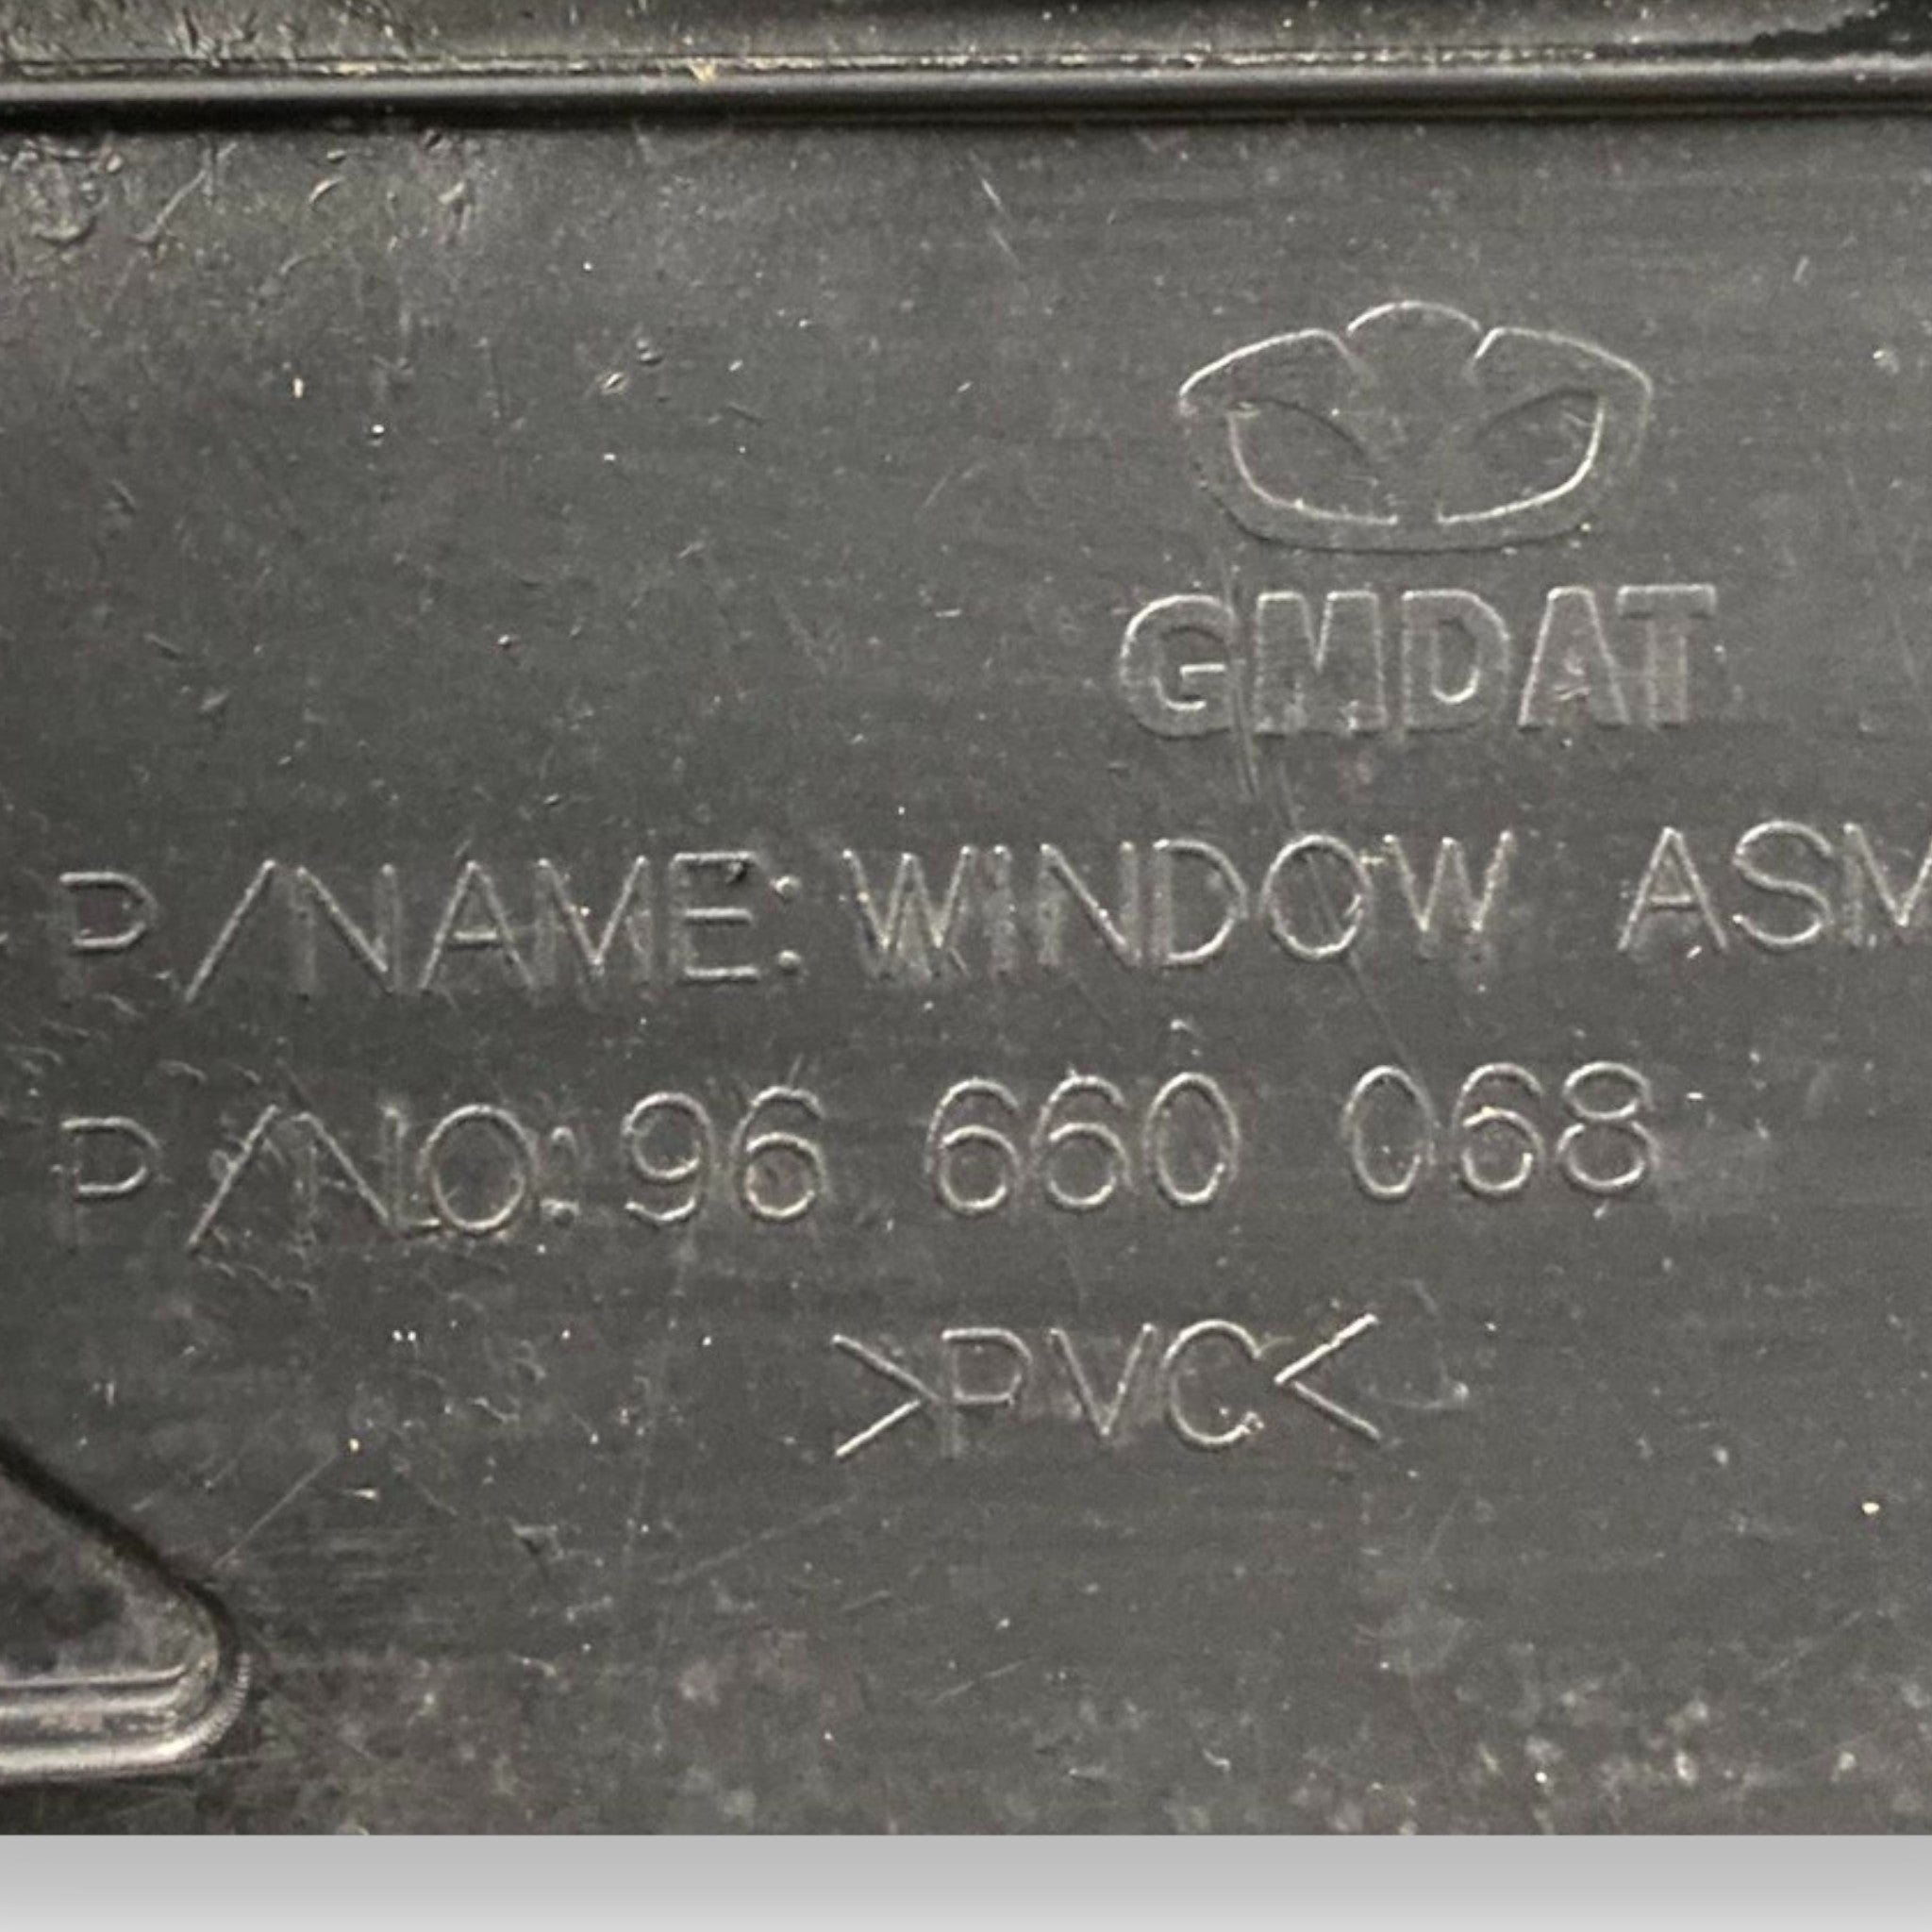 GMDAT
P/NAME: WINDOW ASM
P/NO: 96 660 068
>PVC<